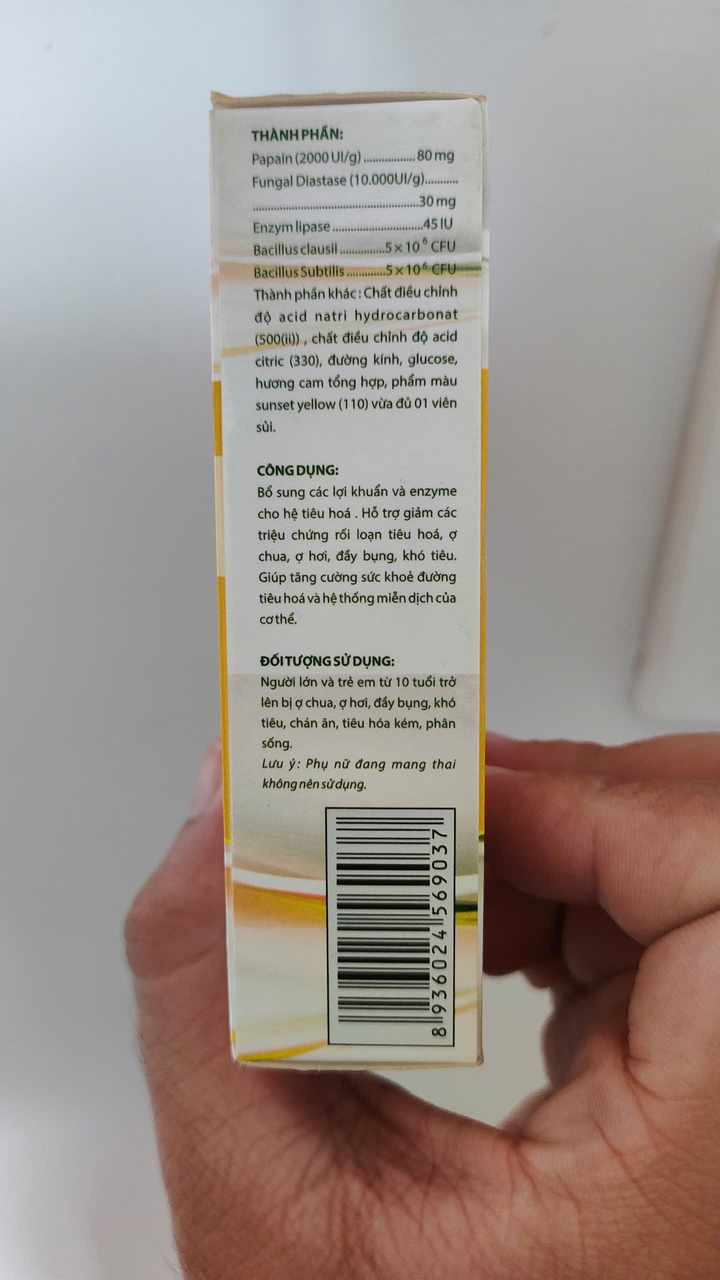 THÀNH PHẦN:
Papain (2000 UI/g) ................. 80 mg
Fungal Diastase (10.000UI/g)...........
.......................................................30 mg
Enzym lipase ..............................45 IU
Bacillus clausil ...............5 × 10⁶ CFU
Bacillus Subtilis .............5 × 10⁶ CFU
Thành phần khác : Chất điều chỉnh
độ acid natri hydrocarbonat
(500(ii)) , chất điều chỉnh độ acid
citric (330), đường kính, glucose,
hương cam tổng hợp, phẩm màu
sunset yellow (110) vừa đủ 01 viên
sủi.
CÔNG DỤNG:
Bổ sung các lợi khuẩn và enzyme
cho hệ tiêu hoá . Hỗ trợ giảm các
triệu chứng rối loạn tiêu hoá, ợ
chua, ợ hơi, đầy bụng, khó tiêu.
Giúp tăng cường sức khoẻ đường
tiêu hoá và hệ thống miễn dịch của
cơ thể.
ĐỐI TƯỢNG SỬ DỤNG:
Người lớn và trẻ em từ 10 tuổi trở
lên bị ợ chua, ợ hơi, đầy bụng, khó
tiêu, chán ăn, tiêu hóa kém, phân
sống.
Lưu ý: Phụ nữ đang mang thai
không nên sử dụng.
8 936024 569037